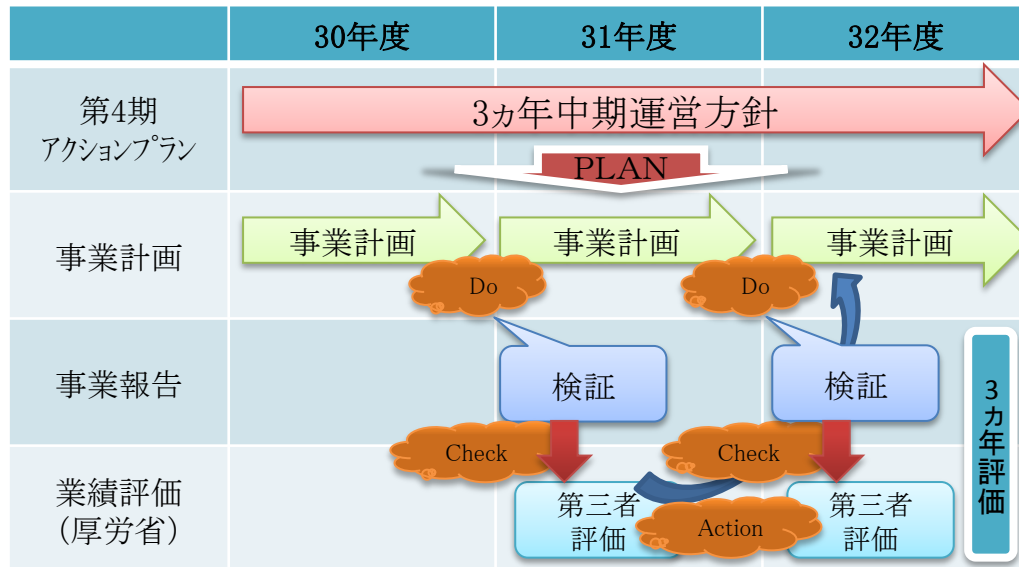 30年度
31年度
32年度
第4期
アクションプラン
3ヵ年中期運営方針
PLAN
事業計画
事業計画
事業計画
事業計画
Do
Do
事業報告
検証
検証
Check
Check
業績評価
(厚労省)
第三者
評価
Action
第三者
評価
3カ年評価